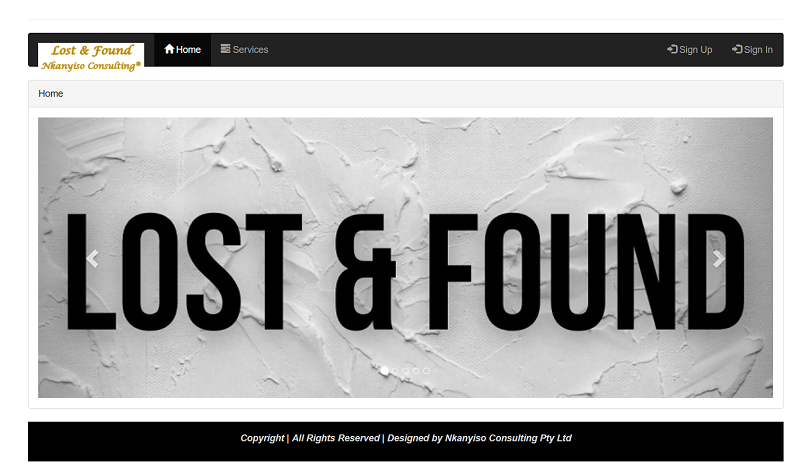 Lost & Found
Nkanyiso Consulting®
Home
Services
Sign Up
Sign In
Home
LOST & FOUND
Copyright | All Rights Reserved | Designed by Nkanyiso Consulting Pty Ltd